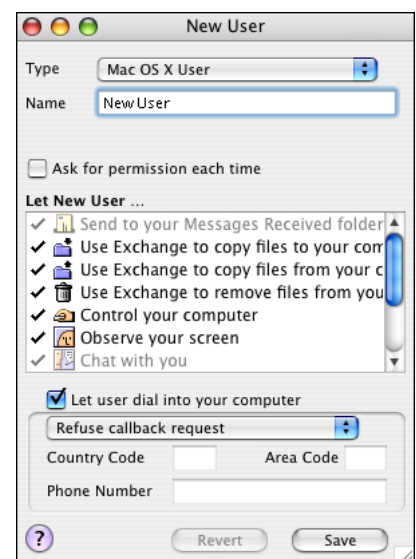 New User
Type Mac OS X User
Name New User
Ask for permission each time
Let New User ...
Send to your Messages Received folder
Use Exchange to copy files to your com
Use Exchange to copy files from your c
Use Exchange to remove files from you
Control your computer
Observe your screen
Chat with you
Let user dial into your computer
Refuse callback request
Country Code Area Code
Phone Number
? Revert Save